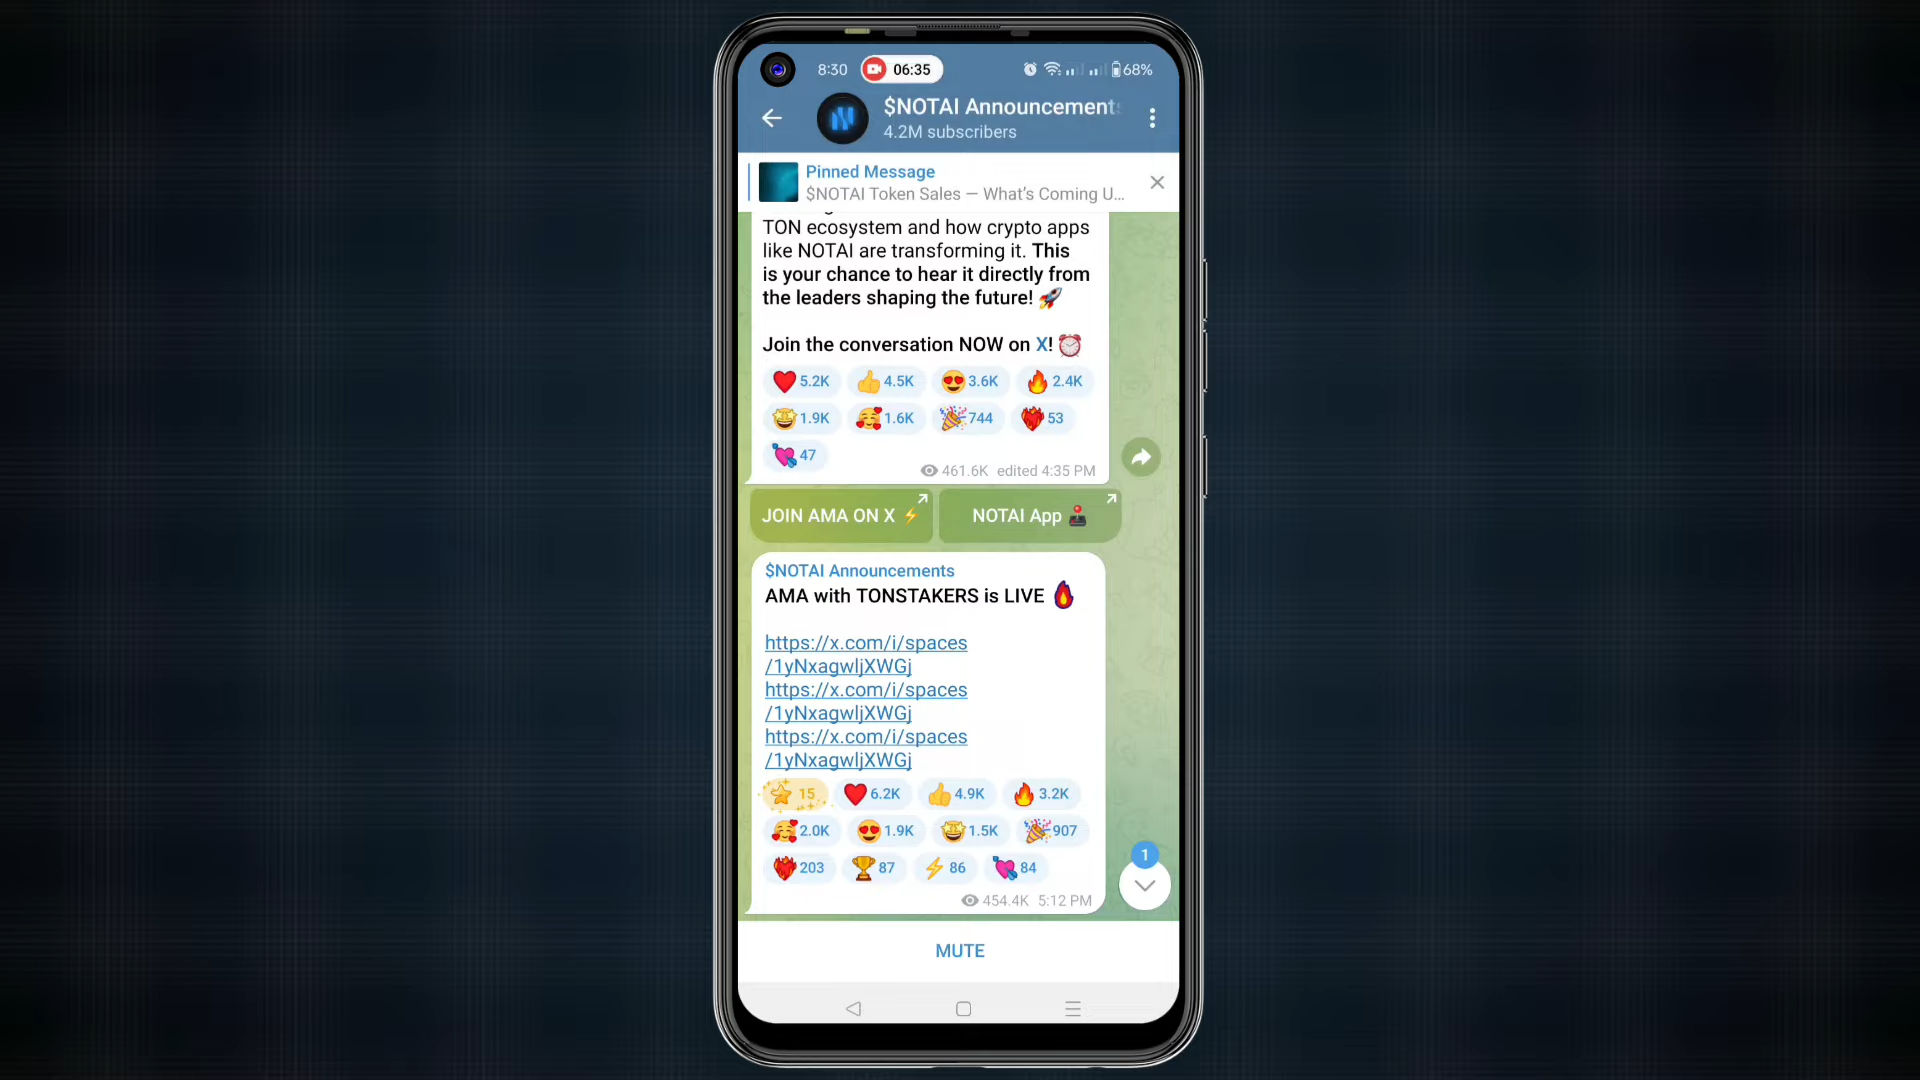 8:30 06:35 68%
$NOTAI Announcements
4.2M subscribers
Pinned Message
$NOTAI Token Sales — What's Coming U...
TON ecosystem and how crypto apps
like NOTAI are transforming it. This
is your chance to hear it directly from
the leaders shaping the future! 🚀
Join the conversation NOW on X! ⏰
❤️ 5.2K 👍 4.5K 😍 3.6K 🔥 2.4K
🤩 1.9K 🥰 1.6K 🎉 744 ❤️‍🔥 53
💘 47
461.6K edited 4:35 PM
JOIN AMA ON X ⚡ NOTAI App 🕹️
$NOTAI Announcements
AMA with TONSTAKERS is LIVE 🔥
https://x.com/i/spaces
/1yNxagwljXWGj
https://x.com/i/spaces
/1yNxagwljXWGj
https://x.com/i/spaces
/1yNxagwljXWGj
⭐ 15 ❤️ 6.2K 👍 4.9K 🔥 3.2K
🥰 2.0K 😍 1.9K 🤩 1.5K 🎉 907
❤️‍🔥 203 🏆 87 ⚡ 86 💘 84
1
454.4K 5:12 PM
MUTE